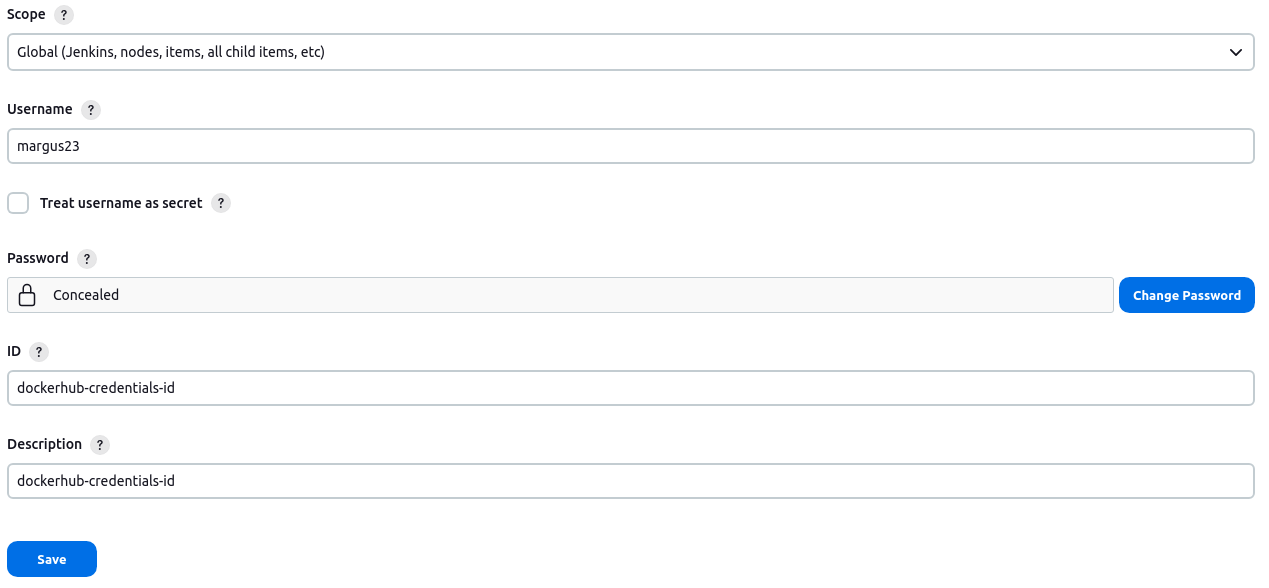 Scope ?
Global (Jenkins, nodes, items, all child items, etc)
Username ?
margus23
Treat username as secret ?
Password ?
Concealed
Change Password
ID ?
dockerhub-credentials-id
Description ?
dockerhub-credentials-id
Save